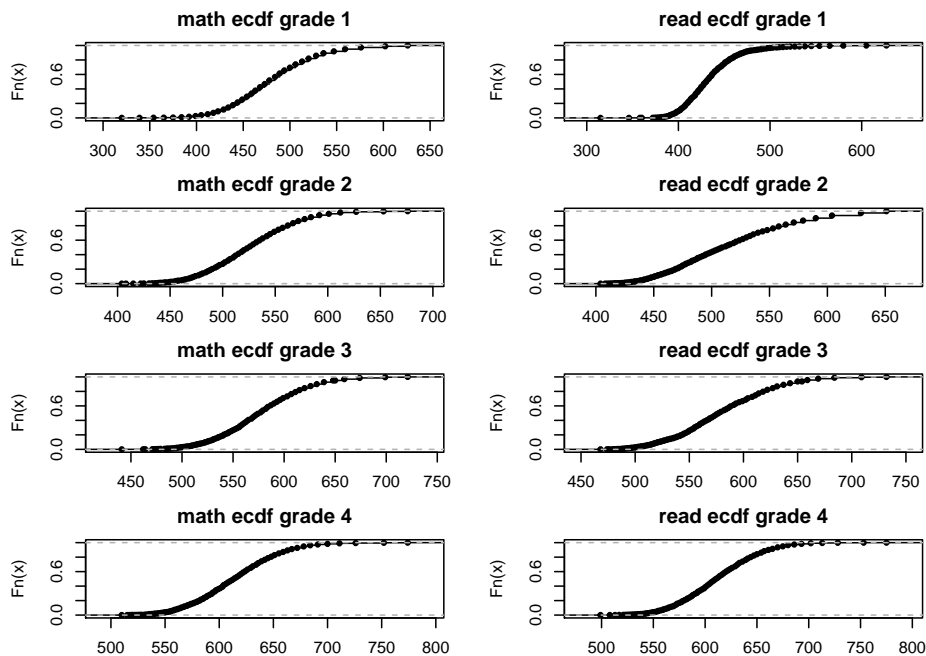 math ecdf grade 1
Fn(x)
0.0 0.6
300 350 400 450 500 550 600 650
read ecdf grade 1
Fn(x)
0.0 0.6
300 400 500 600
math ecdf grade 2
Fn(x)
0.0 0.6
400 450 500 550 600 650 700
read ecdf grade 2
Fn(x)
0.0 0.6
400 450 500 550 600 650
math ecdf grade 3
Fn(x)
0.0 0.6
450 500 550 600 650 700 750
read ecdf grade 3
Fn(x)
0.0 0.6
450 500 550 600 650 700 750
math ecdf grade 4
Fn(x)
0.0 0.6
500 550 600 650 700 750 800
read ecdf grade 4
Fn(x)
0.0 0.6
500 550 600 650 700 750 800